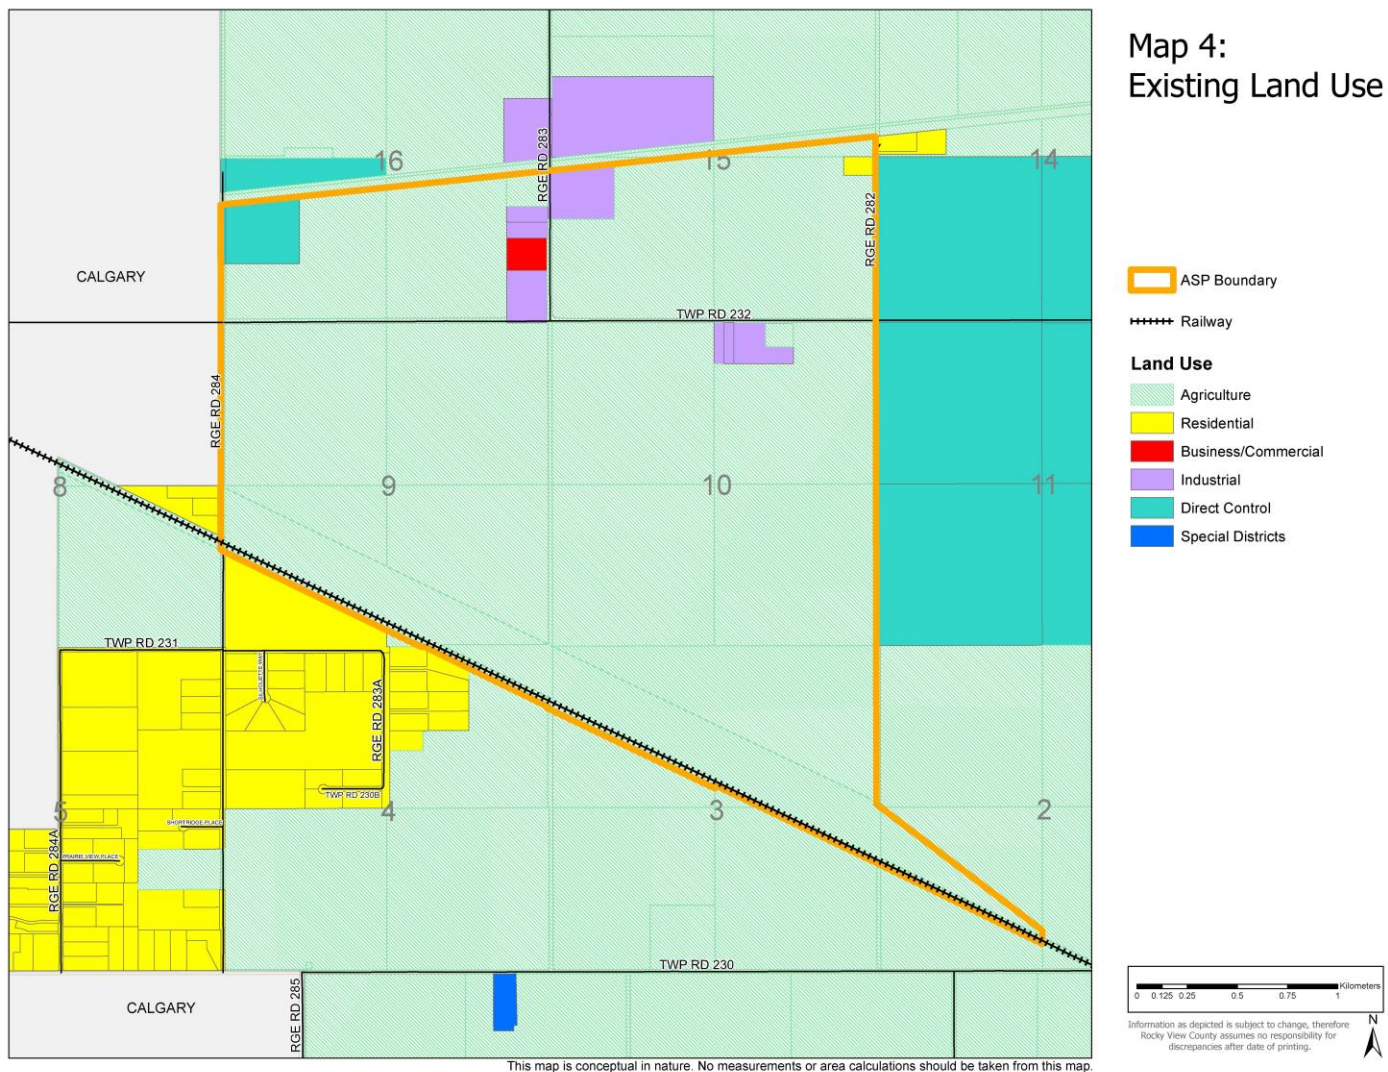 Map 4:
Existing Land Use
16
15
14
RGE RD 283
RGE RD 282
CALGARY
TWP RD 232
RGE RD 284
8
9
10
11
TWP RD 231
SILHOUETTE WAY
RGE RD 283A
TWP RD 230B
5
4
3
2
SHORTRIDGE PLACE
PRAIRIE VIEW PLACE
RGE RD 284A
TWP RD 230
CALGARY
RGE RD 285
ASP Boundary
Railway
Land Use
Agriculture
Residential
Business/Commercial
Industrial
Direct Control
Special Districts
Kilometers
0 0.125 0.25 0.5 0.75 1
Information as depicted is subject to change, therefore
Rocky View County assumes no responsibility for
discrepancies after date of printing.
N
This map is conceptual in nature. No measurements or area calculations should be taken from this map.